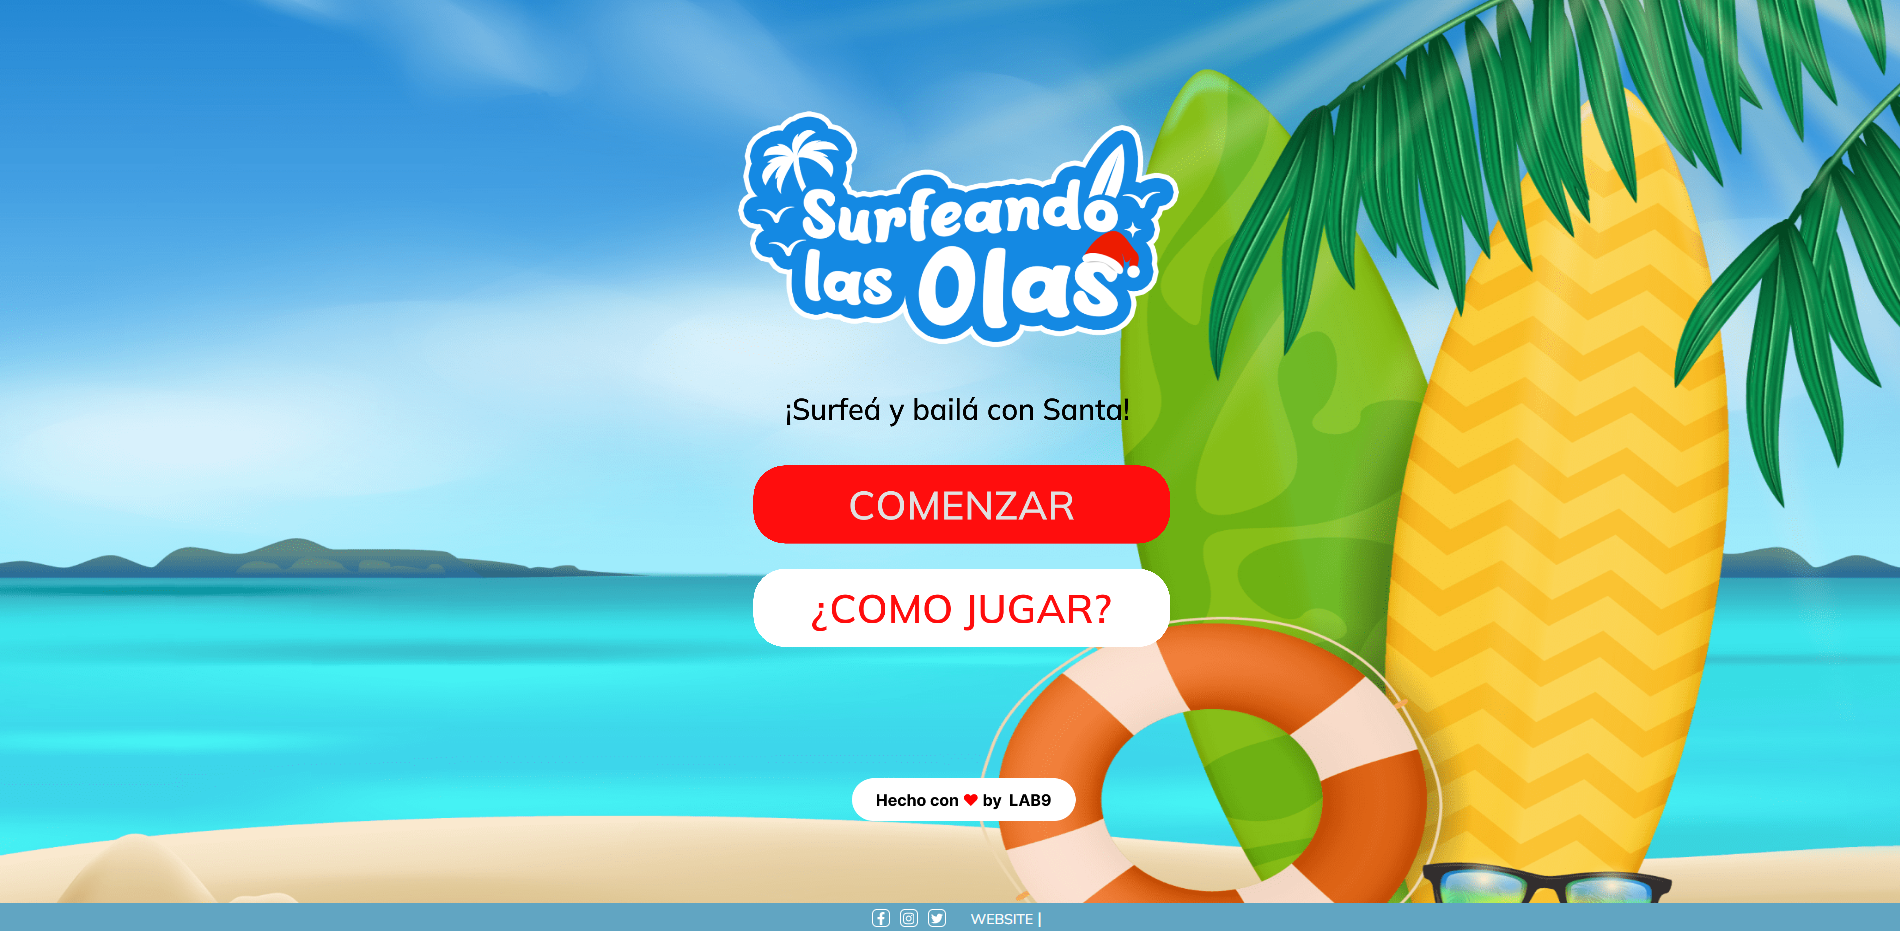 Surfeando
las Olas
¡Surfeá y bailá con Santa!
COMENZAR
¿COMO JUGAR?
Hecho con ❤ by LAB9
WEBSITE |